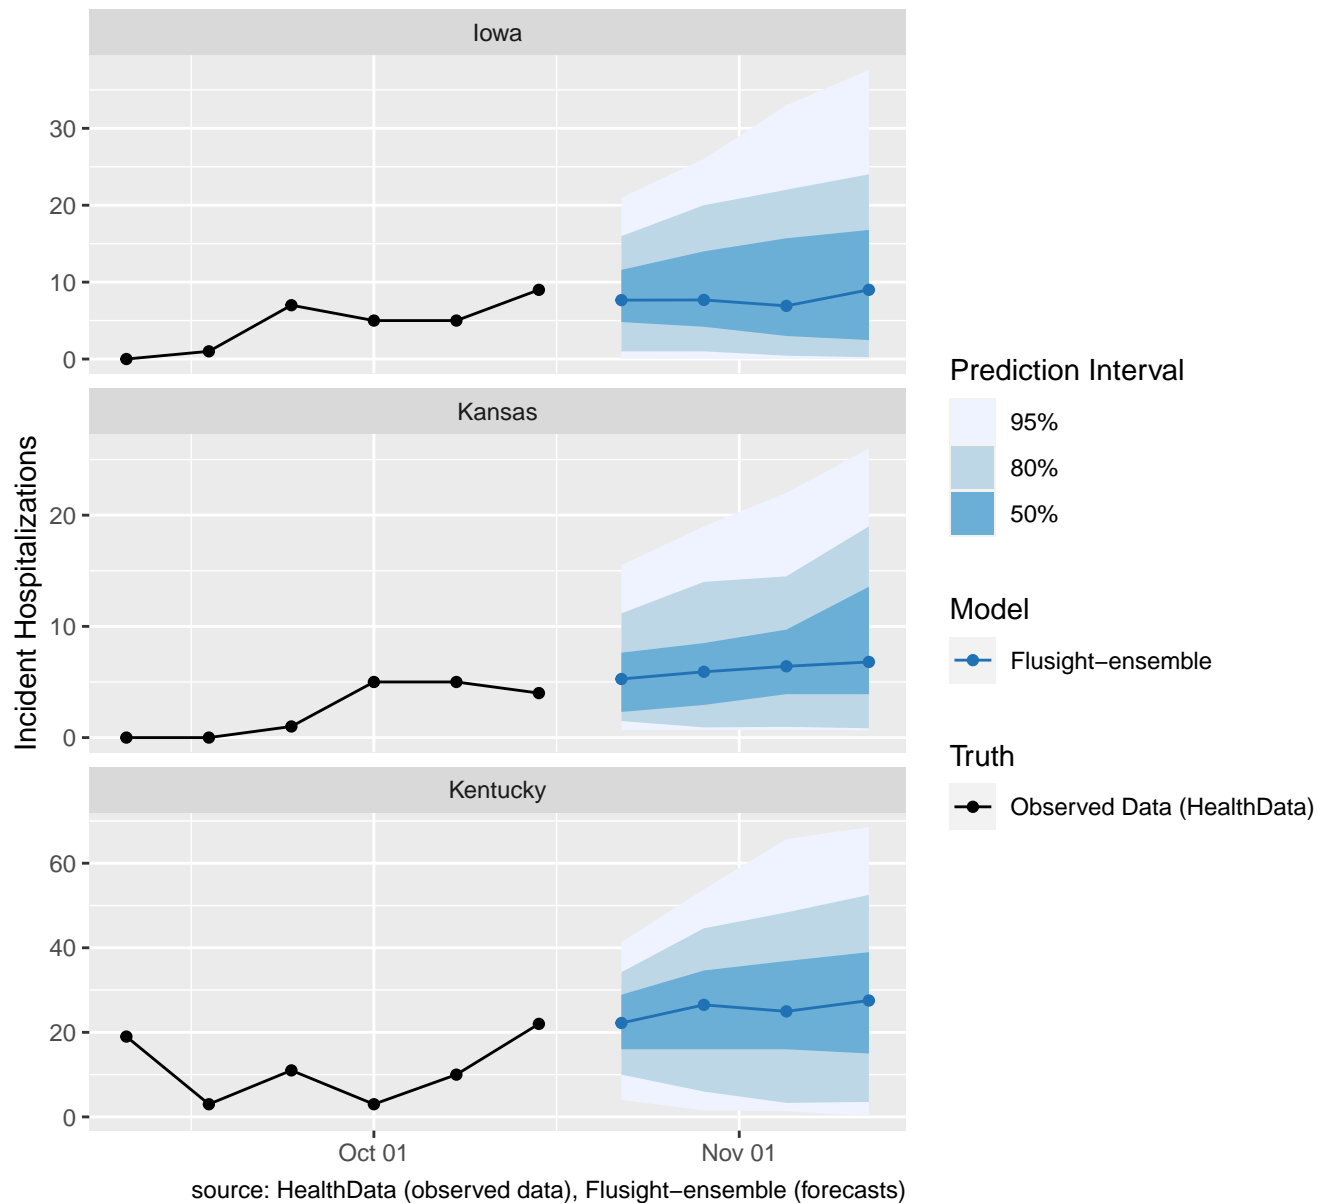 Iowa
30
20
10
0
Kansas
20
10
0
Kentucky
60
40
20
0
Incident Hospitalizations
Oct 01
Nov 01
source: HealthData (observed data), Flusight−ensemble (forecasts)
Prediction Interval
95%
80%
50%
Model
Flusight−ensemble
Truth
Observed Data (HealthData)